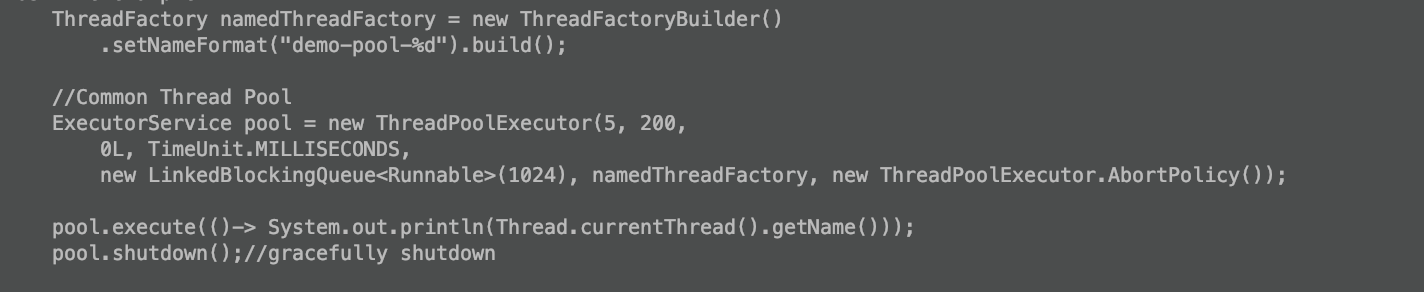 ThreadFactory namedThreadFactory = new ThreadFactoryBuilder()
.setNameFormat("demo-pool-%d").build();
//Common Thread Pool
ExecutorService pool = new ThreadPoolExecutor(5, 200,
0L, TimeUnit.MILLISECONDS,
new LinkedBlockingQueue<Runnable>(1024), namedThreadFactory, new ThreadPoolExecutor.AbortPolicy());
pool.execute(()-> System.out.println(Thread.currentThread().getName()));
pool.shutdown();//gracefully shutdown